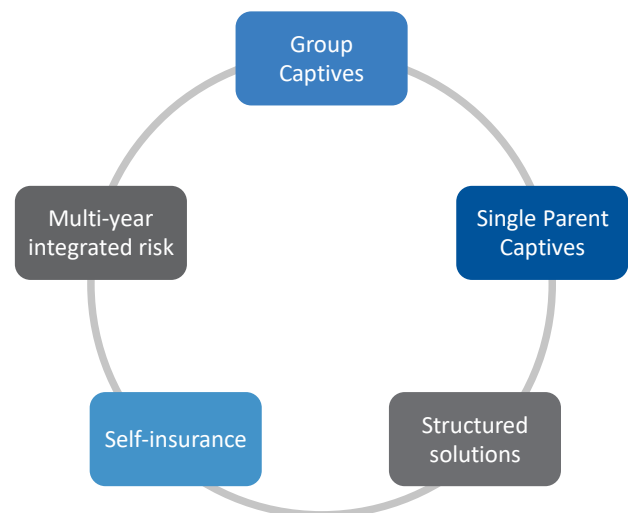 Group
Captives
Single Parent
Captives
Structured
solutions
Self-insurance
Multi-year
integrated risk